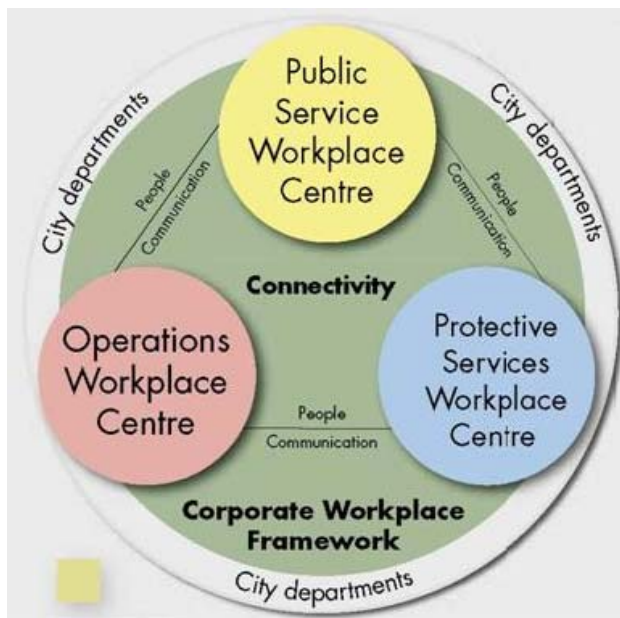 Public
Service
Workplace
Centre
City departments
City departments
People
Communication
People
Communication
Connectivity
Operations
Workplace
Centre
Protective
Services
Workplace
Centre
People
Communication
Corporate Workplace
Framework
City departments